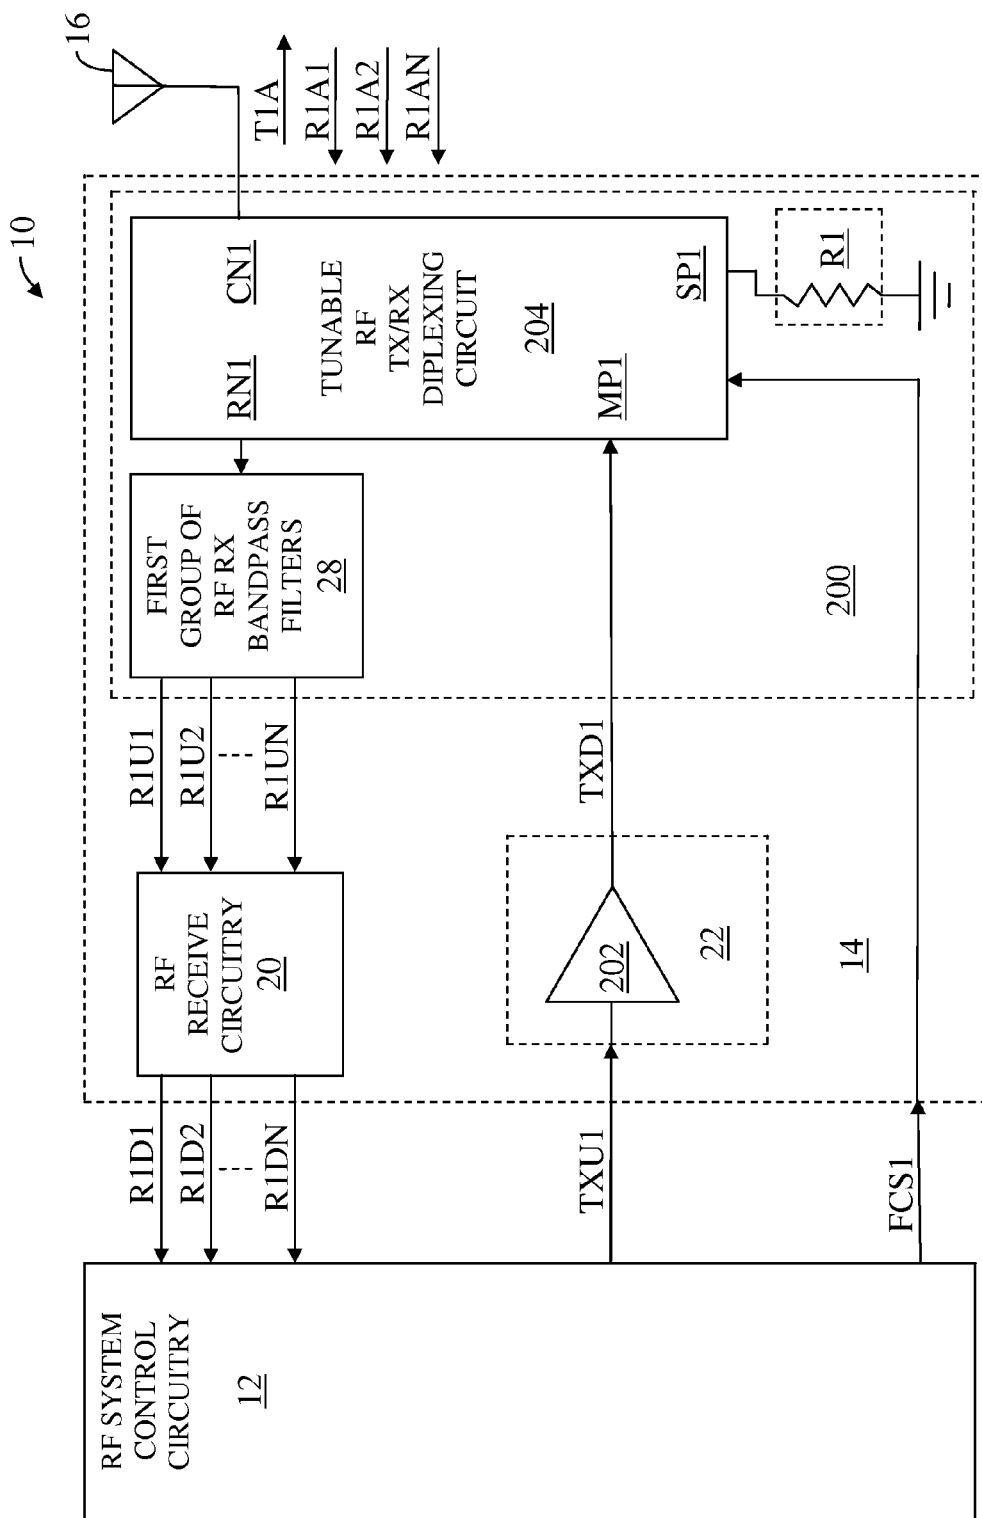 10
RF SYSTEM
CONTROL
CIRCUITRY
12
R1D1
R1D2
R1DN
TXU1
FCS1
RF
RECEIVE
CIRCUITRY
20
202
22
14
R1U1
R1U2
R1UN
TXD1
FIRST
GROUP OF
RF RX
BANDPASS
FILTERS
28
200
RN1
CN1
TUNABLE
RF
TX/RX
DIPLEXING
CIRCUIT
204
MP1
SP1
R1
16
T1A
R1A1
R1A2
R1AN